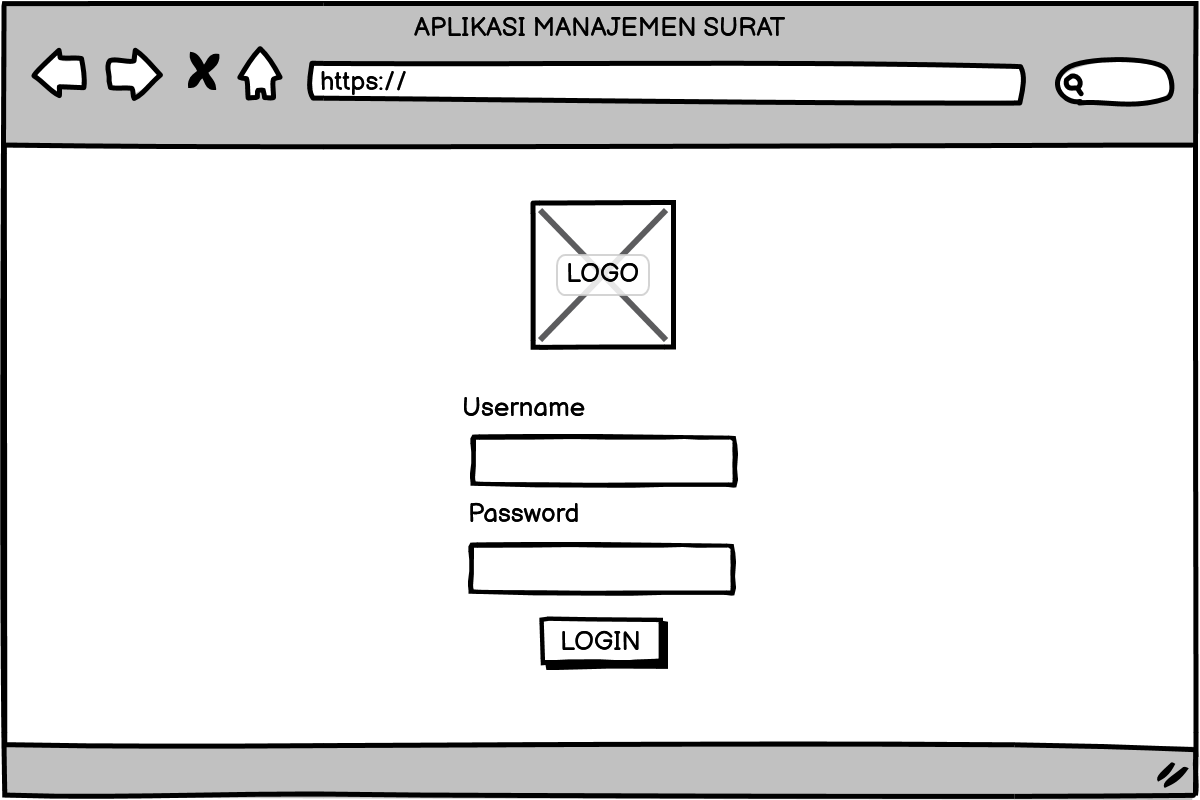 APLIKASI MANAJEMEN SURAT
https://
LOGO
Username
Password
LOGIN